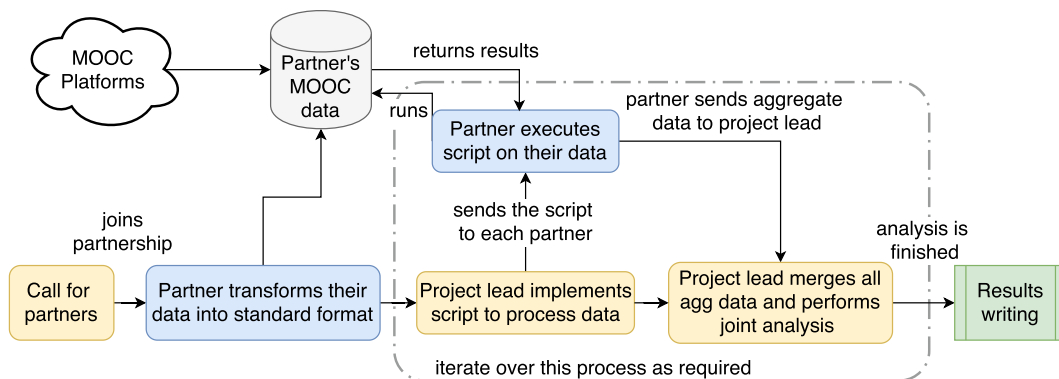 MOOC
Platforms
Partner's
MOOC
data
returns results
runs
Partner executes
script on their data
partner sends aggregate
data to project lead
sends the script
to each partner
joins
partnership
analysis is
finished
Call for
partners
Partner transforms their
data into standard format
Project lead implements
script to process data
Project lead merges all
agg data and performs
joint analysis
Results
writing
iterate over this process as required